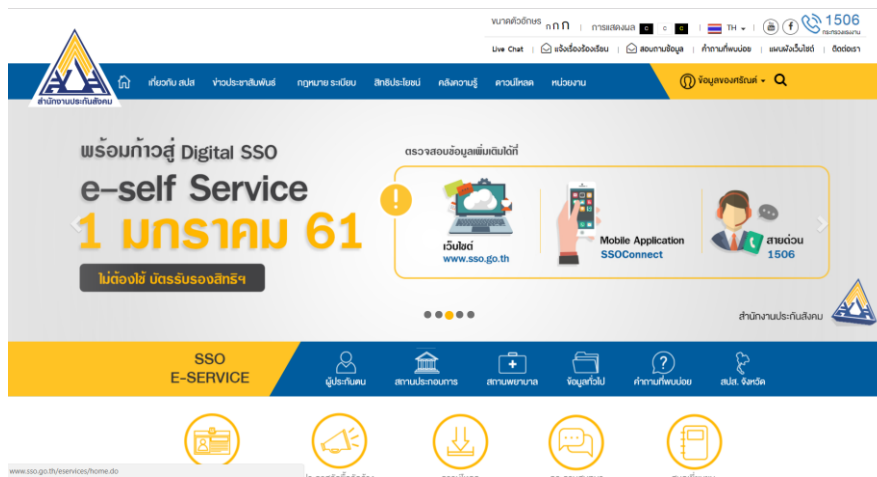 ขนาดตัวอักษร ก ก ก | การแสดงผล C C C | TH | 1506
กระทรวงแรงงาน
Live Chat | แจ้งเรื่องร้องเรียน | สอบถามข้อมูล | คำถามที่พบบ่อย | แผนผังเว็บไซต์ | ติดต่อเรา
เกี่ยวกับ สปส ข่าวประชาสัมพันธ์ กฎหมาย ระเบียบ สิทธิประโยชน์ คลังความรู้ ดาวน์โหลด หน่วยงาน ข้อมูลของศรัณย์
สำนักงานประกันสังคม
พร้อมก้าวสู่ Digital SSO
e-self Service
1 มกราคม 61
ไม่ต้องใช้ บัตรรับรองสิทธิฯ
ตรวจสอบข้อมูลเพิ่มเติมได้ที่
เว็บไซต์
www.sso.go.th
Mobile Application
SSOConnect
สายด่วน
1506
สำนักงานประกันสังคม
SSO
E-SERVICE
ผู้ประกันตน สถานประกอบการ สถานพยาบาล ข้อมูลทั่วไป คำถามที่พบบ่อย สปส. จังหวัด
www.sso.go.th/eservices/home.do